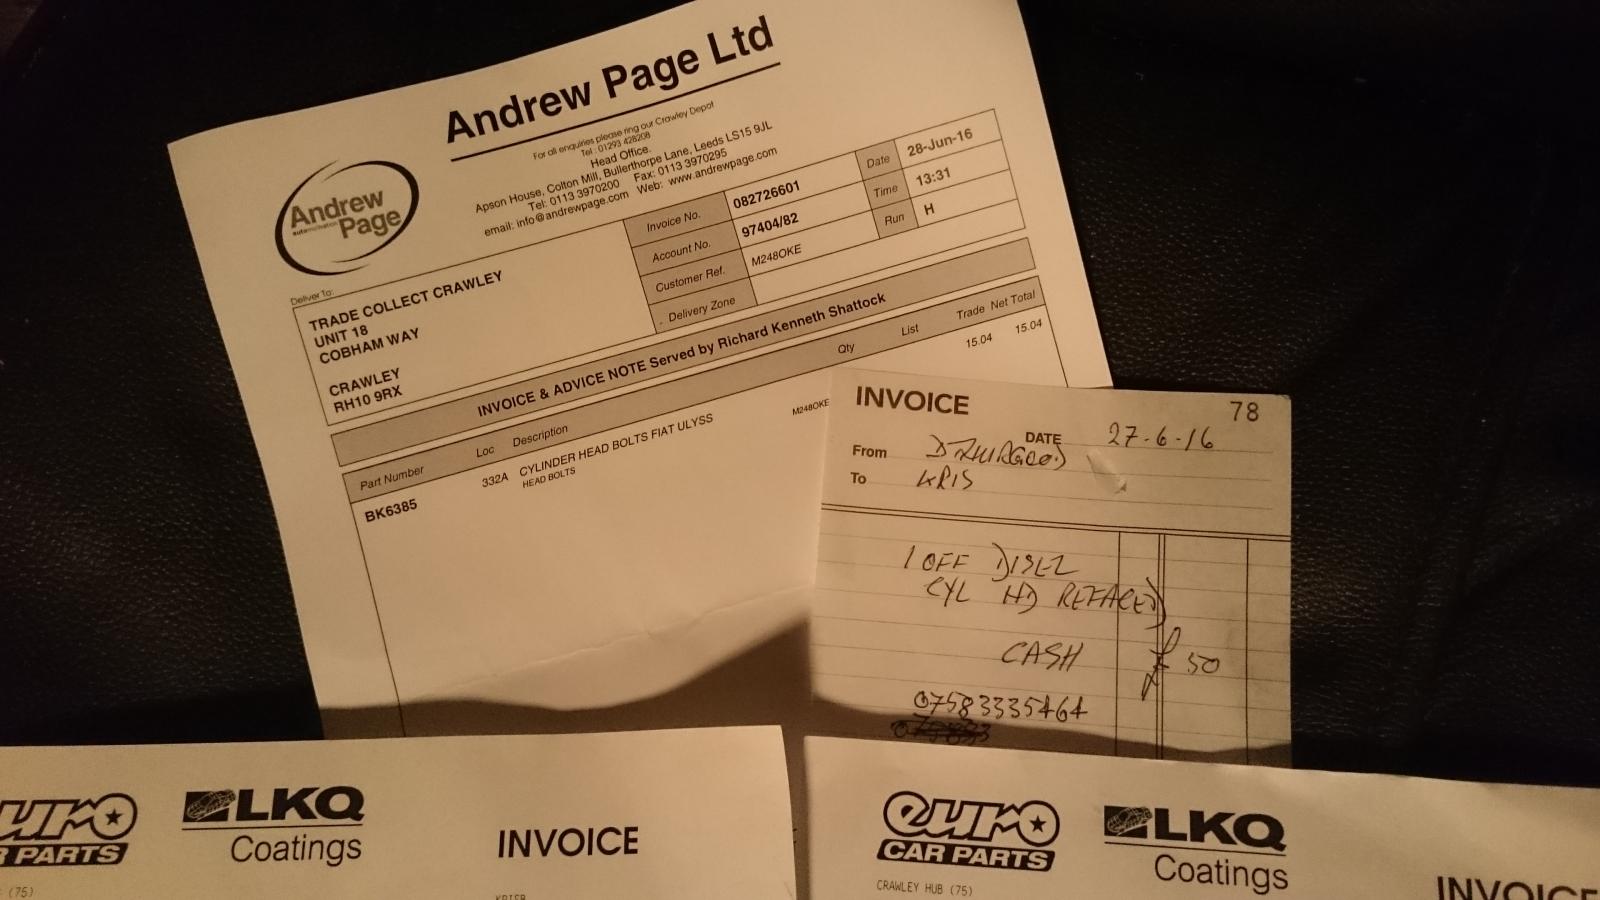 Andrew Page Ltd
For all enquiries please ring our Crawley Depot
Tel : 01293 428208
Head Office.
Apson House, Colton Mill, Bullerthorpe Lane, Leeds LS15 9JL
Tel: 0113 3970200 Fax: 0113 3970295
email: info@andrewpage.com Web: www.andrewpage.com
Andrew
Page
Invoice No. 082726601 Date 28-Jun-16
Account No. 97404/82 Time 13:31
Customer Ref. M248OKE Run H
Delivery Zone
Deliver To:
TRADE COLLECT CRAWLEY
UNIT 18
COBHAM WAY
CRAWLEY
RH10 9RX
INVOICE & ADVICE NOTE Served by Richard Kenneth Shattock
Part Number Loc Description Qty List Trade Net Total
BK6385 332A CYLINDER HEAD BOLTS FIAT ULYSS M248OKE 15.04 15.04
HEAD BOLTS
INVOICE 78
DATE 27-6-16
From
To KRIS
1 OFF
CYL HD REFACED
CASH £ 50
07583335464
euro
CAR PARTS
LKQ
Coatings
INVOICE
(75)
euro
CAR PARTS
LKQ
Coatings
INVOICE
CRAWLEY HUB (75)